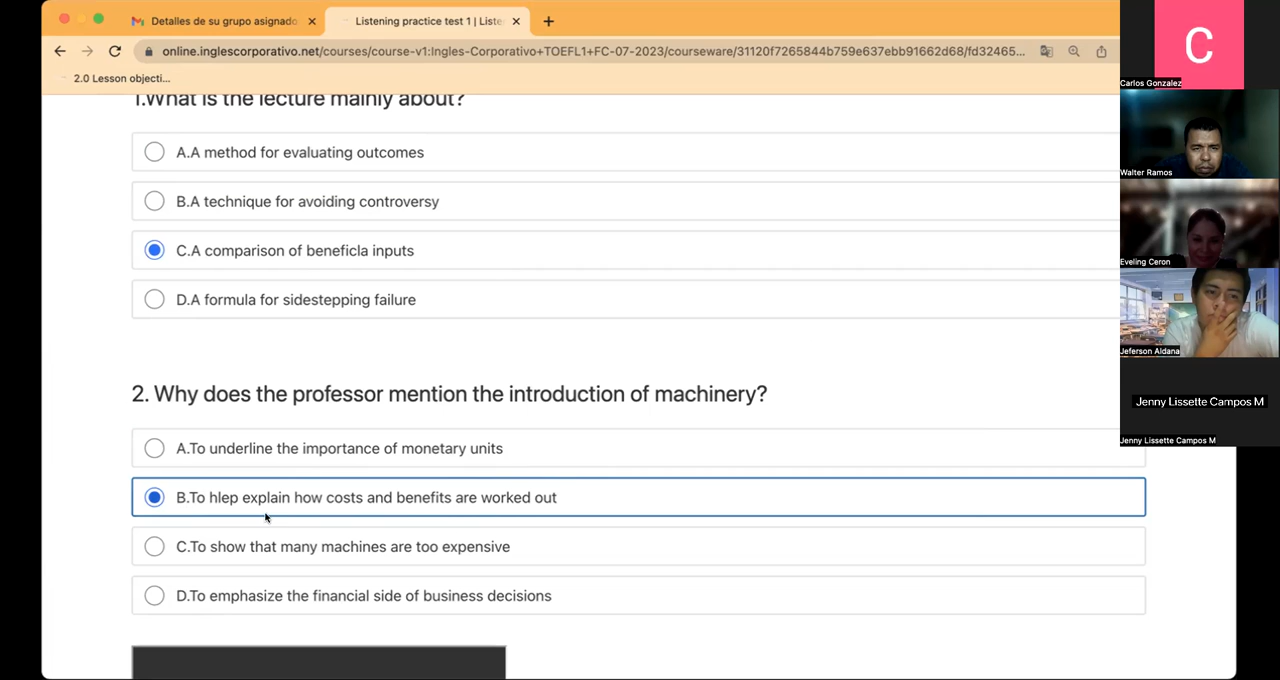 Detalles de su grupo asignado
Listening practice test 1 | Liste
online.inglescorporativo.net/courses/course-v1:Ingles-Corporativo+TOEFL1+FC-07-2023/courseware/31120f7265844b759e637ebb91662d68/fd32465...
2.0 Lesson objecti...
1.What is the lecture mainly about?
A.A method for evaluating outcomes
B.A technique for avoiding controversy
C.A comparison of beneficla inputs
D.A formula for sidestepping failure
2. Why does the professor mention the introduction of machinery?
A.To underline the importance of monetary units
B.To hlep explain how costs and benefits are worked out
C.To show that many machines are too expensive
D.To emphasize the financial side of business decisions
C
Carlos Gonzalez
Walter Ramos
Eveling Ceron
Jeferson Aldana
Jenny Lissette Campos M
Jenny Lissette Campos M